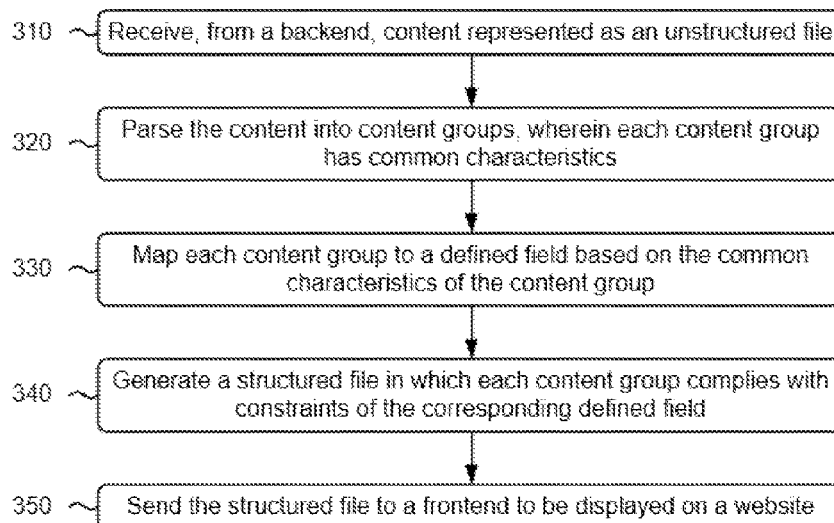 310 Receive, from a backend, content represented as an unstructured file
320 Parse the content into content groups, wherein each content group
has common characteristics
330 Map each content group to a defined field based on the common
characteristics of the content group
340 Generate a structured file in which each content group complies with
constraints of the corresponding defined field
350 Send the structured file to a frontend to be displayed on a website